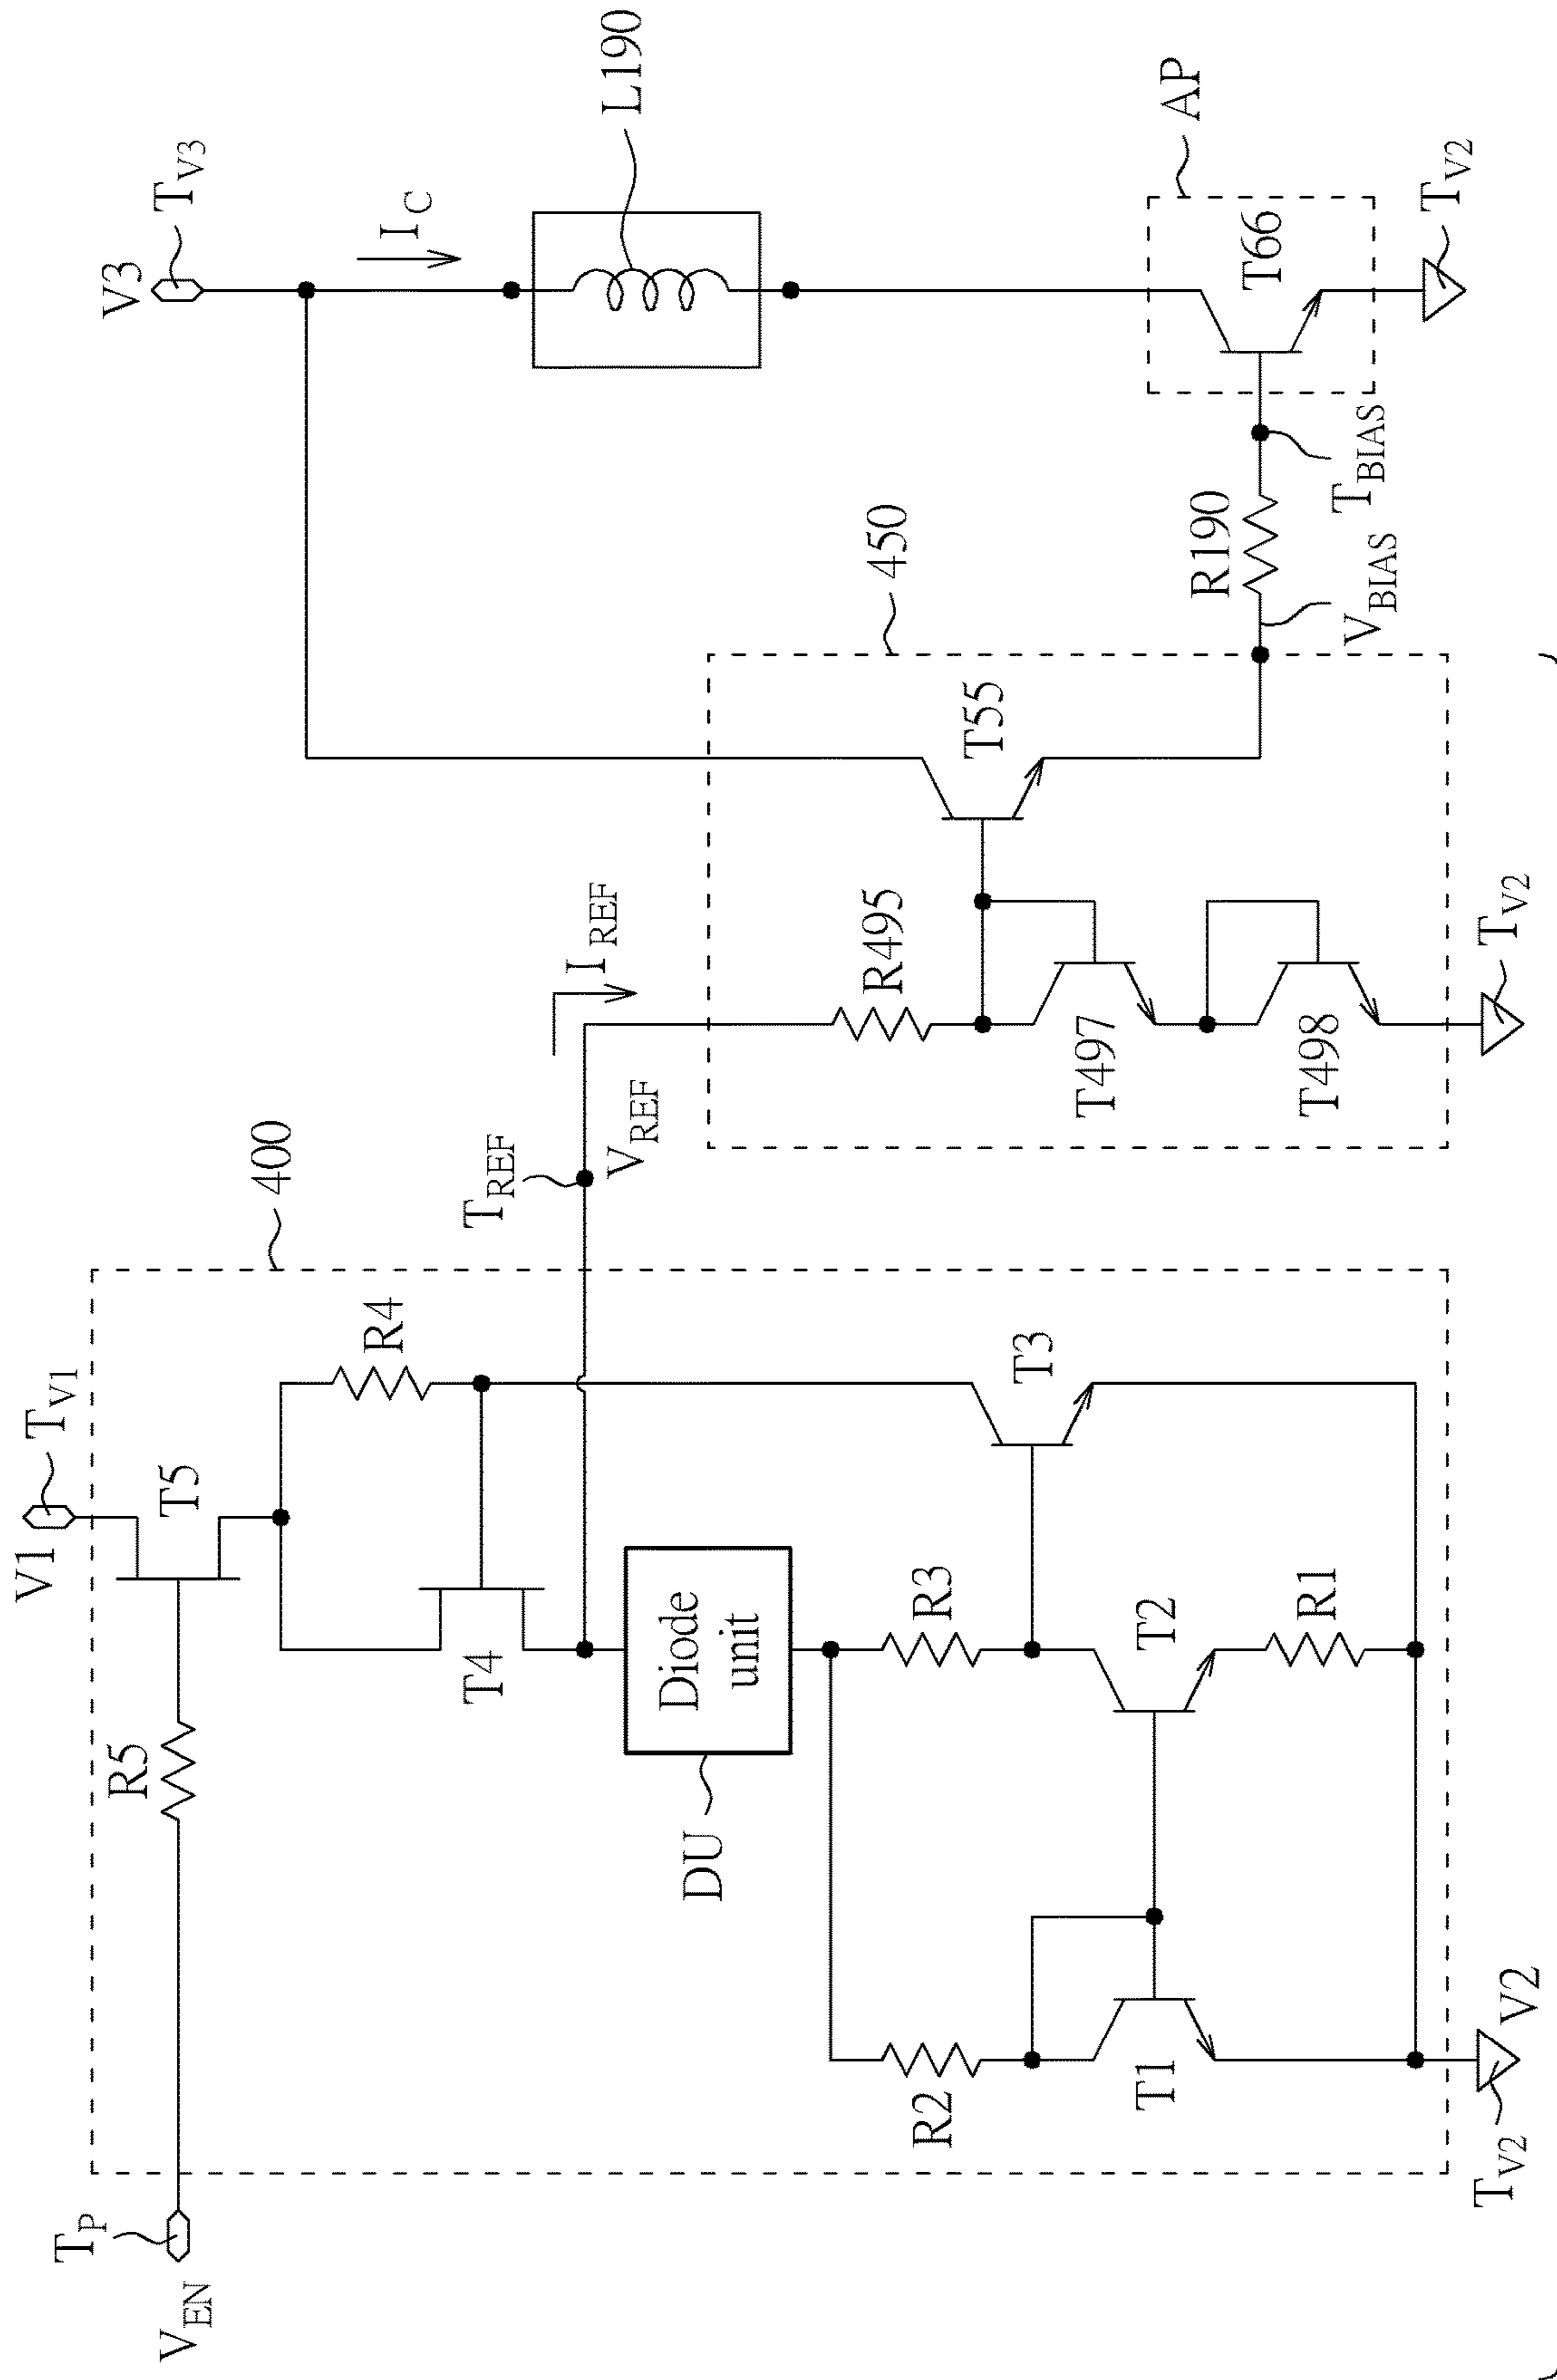 V3
T_V3
I_C
L190
AP
T66
T_V2
T_BIAS
R190
V_BIAS
450
T55
I_REF
R495
T497
T498
T_V2
V_REF
T_REF
400
V1
T_V1
T5
R4
T4
T3
Diode
unit
DU
R3
T2
R1
R5
R2
T1
V2
T_V2
T_P
V_EN